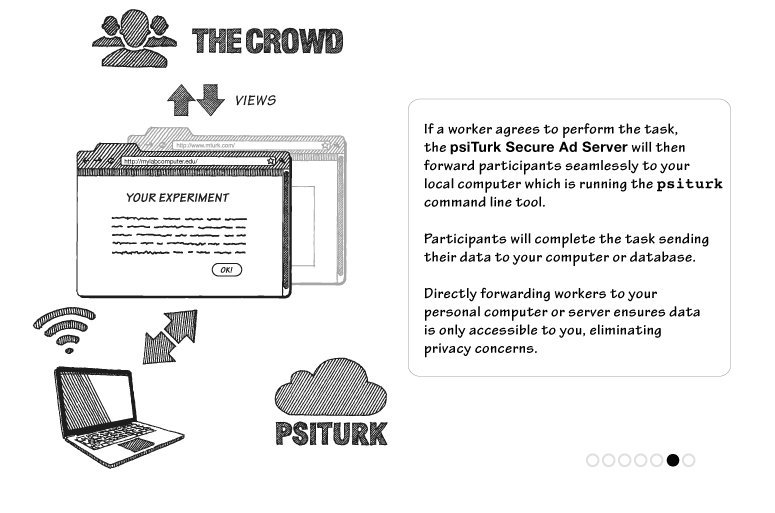 THE CROWD
VIEWS
http://www.mturk.com/
http://mylabcomputer.edu/
YOUR EXPERIMENT
OK!
PSITURK
If a worker agrees to perform the task,
the psiTurk Secure Ad Server will then
forward participants seamlessly to your
local computer which is running the psiturk
command line tool.
Participants will complete the task sending
their data to your computer or database.
Directly forwarding workers to your
personal computer or server ensures data
is only accessible to you, eliminating
privacy concerns.